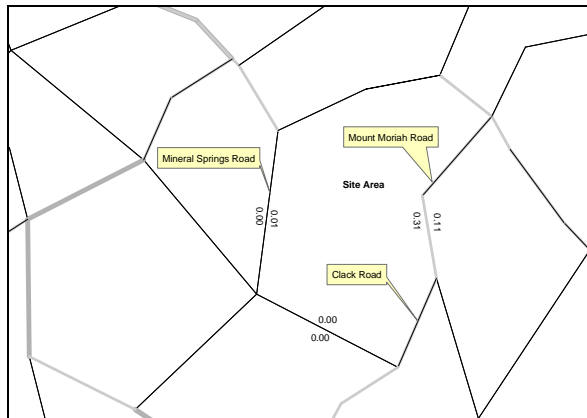 Mount Moriah Road
Mineral Springs Road
Site Area
0.00
0.01
0.31
0.11
Clack Road
0.00
0.00